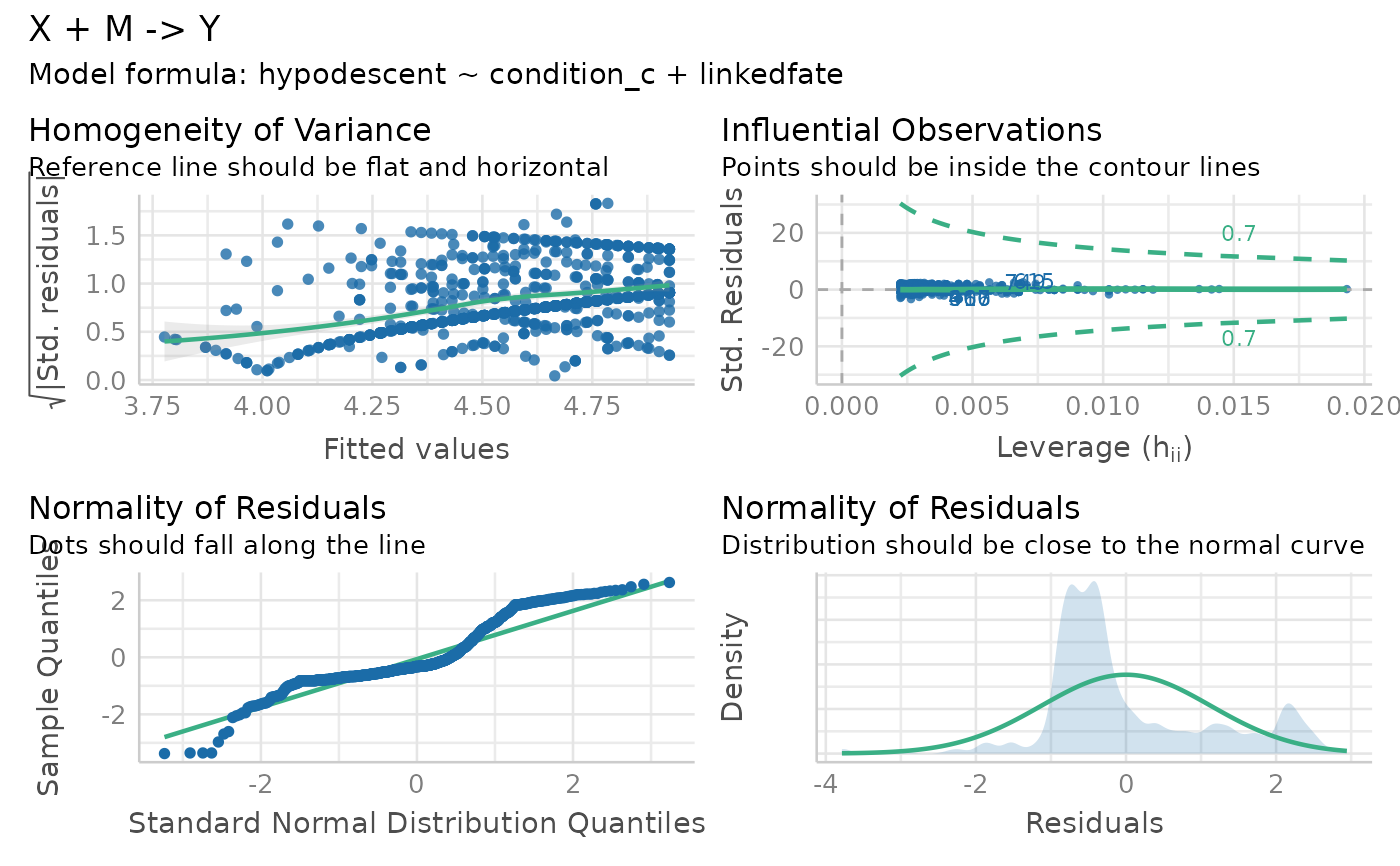 X + M -> Y
Model formula: hypodescent ~ condition_c + linkedfate
Homogeneity of Variance
Reference line should be flat and horizontal
√|Std. residuals|
1.5
1.0
0.5
0.0
3.75 4.00 4.25 4.50 4.75
Fitted values
Influential Observations
Points should be inside the contour lines
Std. Residuals
20
0
-20
0.7
615
0.7
0.000 0.005 0.010 0.015 0.020
Leverage (hii)
Normality of Residuals
Dots should fall along the line
Sample Quantiles
2
0
-2
-2 0 2
Standard Normal Distribution Quantiles
Normality of Residuals
Distribution should be close to the normal curve
Density
-4 -2 0 2
Residuals